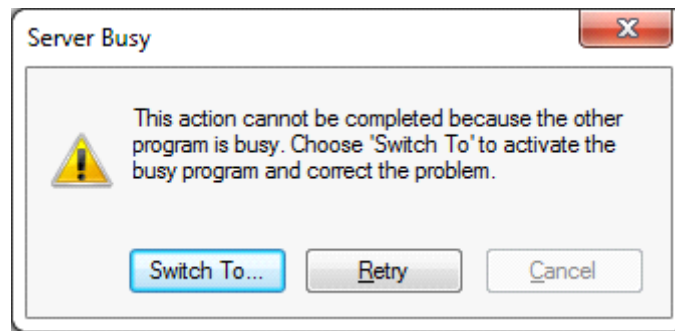 Server Busy
This action cannot be completed because the other
program is busy. Choose 'Switch To' to activate the
busy program and correct the problem.
Switch To...
Retry
Cancel